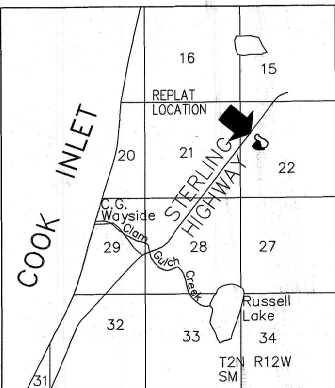 16
15
REPLAT
LOCATION
COOK INLET
20
21
STERLING
HIGHWAY
22
C.G.
Wayside
Clam
Gulch
Creek
29
28
27
Russell
Lake
32
33
34
31
T2N R12W
SM